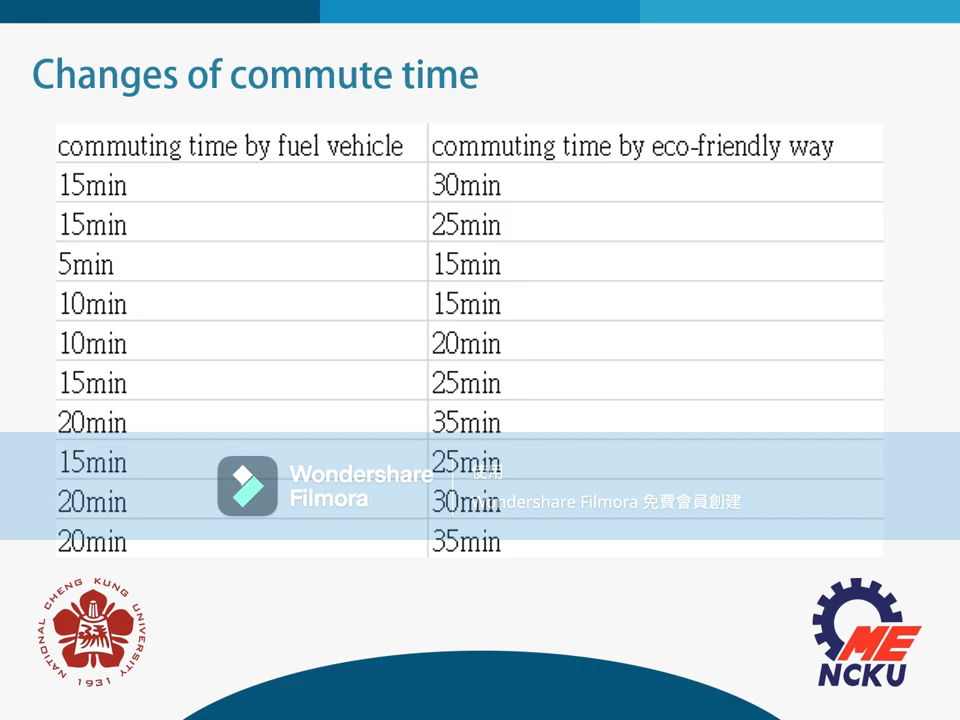 Changes of commute time
commuting time by fuel vehicle commuting time by eco-friendly way
15min 30min
15min 25min
5min 15min
10min 15min
10min 20min
15min 25min
20min 35min
15min 25min
20min 30min
20min 35min
Wondershare
Filmora
使用
Wondershare Filmora 免費會員創建
NATIONAL CHENG KUNG UNIVERSITY
1931
ME
NCKU